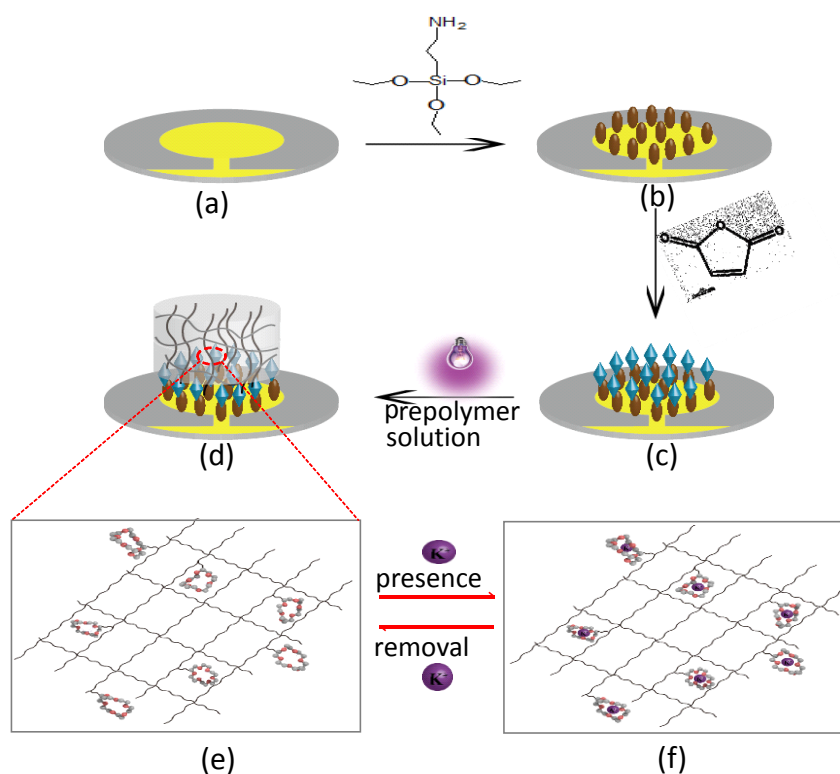 NH2
Si
O
O
O
(a)
(b)
O
O
O
(d)
prepolymer
solution
(c)
K+
presence
removal
K+
(e)
(f)